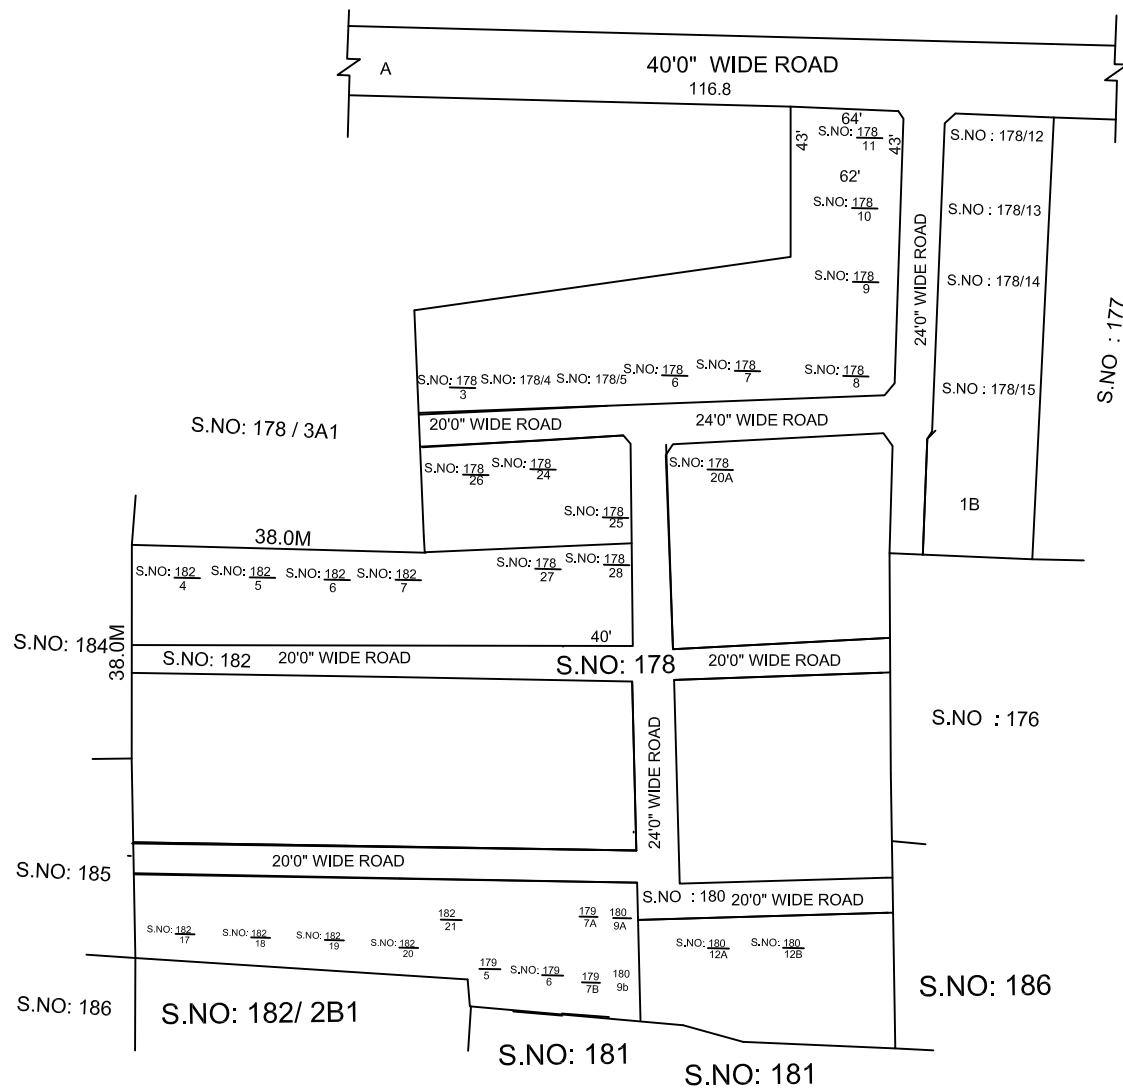 A
40'0" WIDE ROAD
116.8
64'
S.NO: 178/11
43'
43'
S.NO : 178/12
62'
S.NO: 178/10
S.NO : 178/13
24'0" WIDE ROAD
S.NO: 178/9
S.NO : 178/14
S.NO : 177
S.NO: 178/3
S.NO: 178/4
S.NO: 178/5
S.NO: 178/6
S.NO: 178/7
S.NO: 178/8
S.NO : 178/15
S.NO: 178 / 3A1
20'0" WIDE ROAD
24'0" WIDE ROAD
S.NO: 178/26
S.NO: 178/24
S.NO: 178/20A
S.NO: 178/25
1B
38.0M
S.NO: 182/4
S.NO: 182/5
S.NO: 182/6
S.NO: 182/7
S.NO: 178/27
S.NO: 178/28
S.NO: 184
38.0M
40'
S.NO: 182
20'0" WIDE ROAD
S.NO: 178
20'0" WIDE ROAD
S.NO : 176
24'0" WIDE ROAD
S.NO: 185
20'0" WIDE ROAD
S.NO : 180
20'0" WIDE ROAD
S.NO: 182/17
S.NO: 182/18
S.NO: 182/19
S.NO: 182/20
182/21
179/7A
180/9A
S.NO: 180/12A
S.NO: 180/12B
179/5
S.NO: 179/6
179/7B
180
9b
S.NO: 186
S.NO: 186
S.NO: 182/ 2B1
S.NO: 181
S.NO: 181